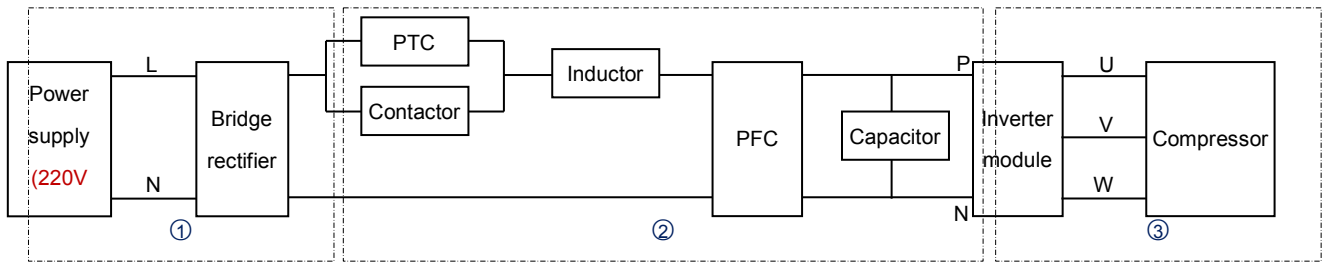 Power
supply
(220V
L
N
Bridge
rectifier
①
PTC
Contactor
Inductor
PFC
Capacitor
P
N
②
Inverter
module
U
V
W
Compressor
③